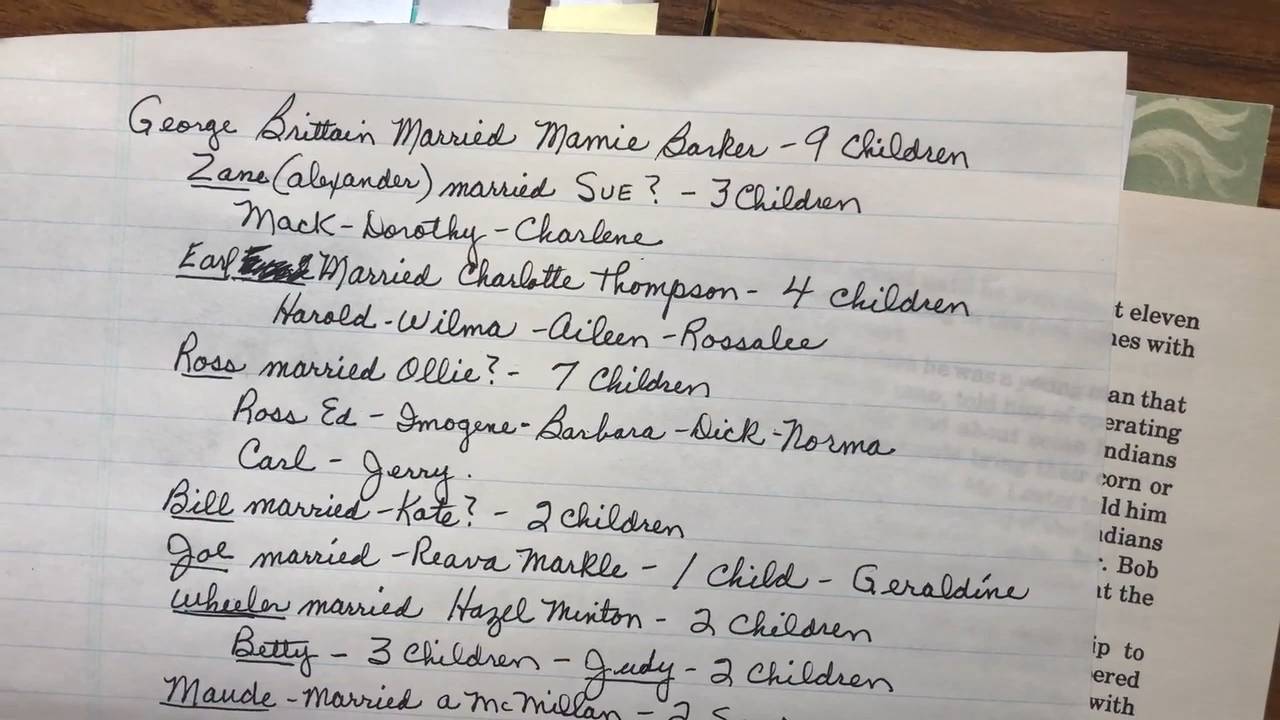 George Brittain Married Mamie Barker - 9 Children
Zane (alexander) married SUE? - 3 Children
Mack - Dorothy - Charlene
Earl Married Charlotte Thompson - 4 Children
Harold - Wilma - Aileen - Rossalee
Ross married Ollie? - 7 Children
Ross Ed - Imogene - Barbara - Dick - Norma
Carl - Jerry.
Bill married - Kate? - 2 Children
Joe married - Reava Markle - 1 Child - Geraldine
Wheeler married Hazel Minton - 2 Children
Betty - 3 Children - Judy - 2 Children
Maude - Married a McMillan - 2
t eleven
nes with
an that
erating
ndians
corn or
ld him
ndians
r. Bob
at the
ip to
ered
with